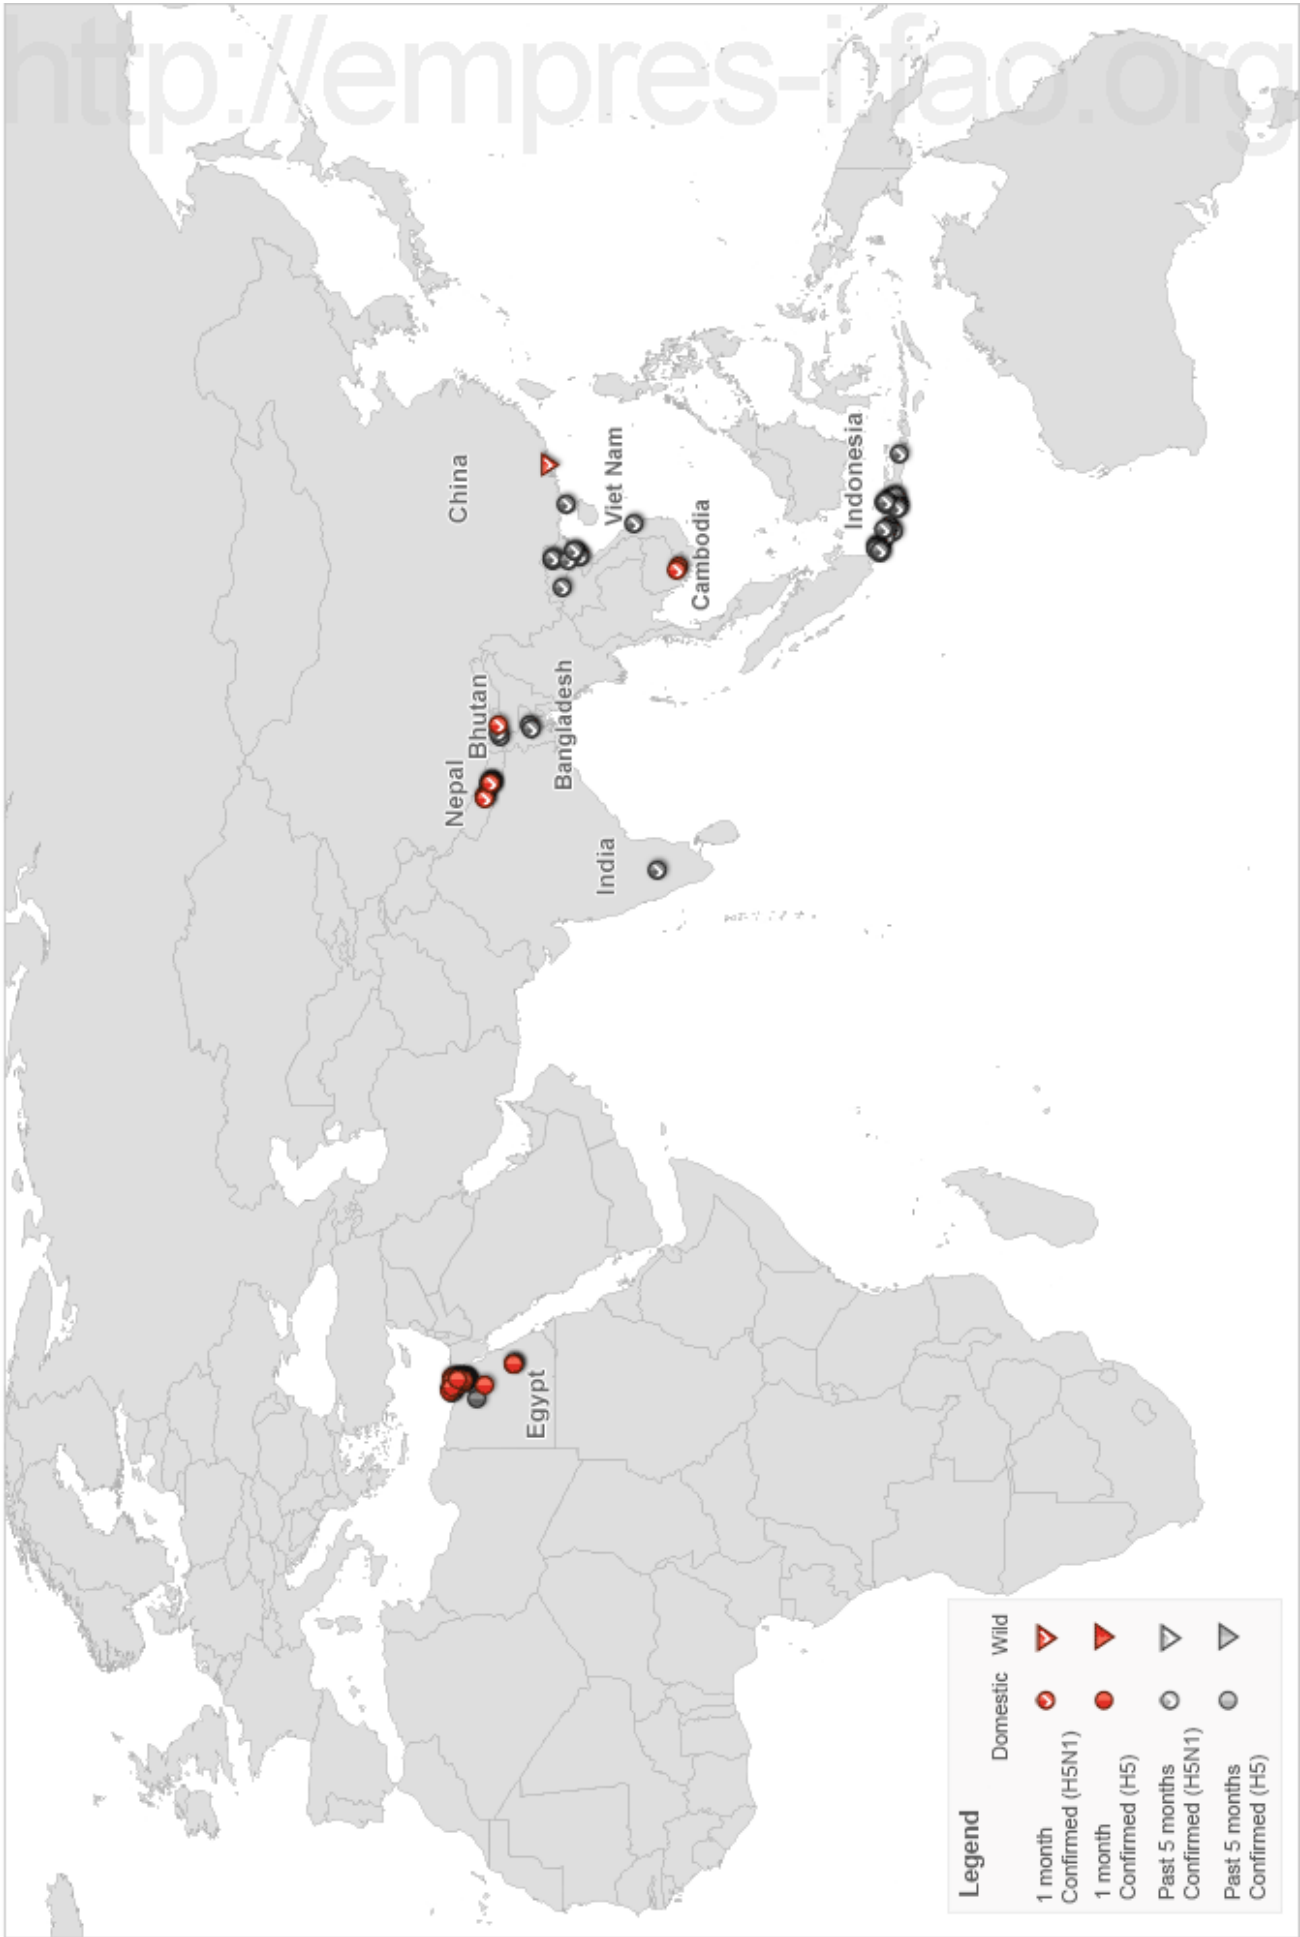 http://empres-i.fao.org
China
Viet Nam
Cambodia
Indonesia
Nepal
Bhutan
Bangladesh
India
Egypt
Legend
Domestic Wild
1 month
Confirmed (H5N1)
1 month
Confirmed (H5)
Past 5 months
Confirmed (H5N1)
Past 5 months
Confirmed (H5)